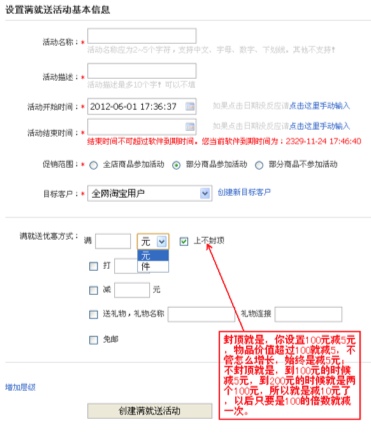 设置满就送活动基本信息
活动名称：*
活动名称应为2~5个字符，支持中文、字母、数字、下划线，其他不支持！
活动描述：*
活动描述最多10个字！可以不填
活动开始时间：* 2012-06-01 17:36:37 如果点击日期没反应请点击这里手动输入
活动结束时间：* 如果点击日期没反应请点击这里手动输入
结束时间不可超过软件到期时间，您当前软件到期时间为：2329-11-24 17:46:40
促销范围：* 全店商品参加活动 部分商品参加活动 部分商品不参加活动
目标客户：* 全网淘宝用户 创建新目标客户
满就送优惠方式：满 元 上不封顶
元
件
打
减 元
送礼物，礼物名称 礼物连接
免邮
封顶就是，你设置100元减5元
，物品价值超过100就减5，不
管怎么增长，始终是减5元；
不封顶就是，到100元的时候
减5元，到200元的时候就是两
个100元，所以就是减10元了
，以后只要是100的倍数就减
一次。
增加层级
创建满就送活动